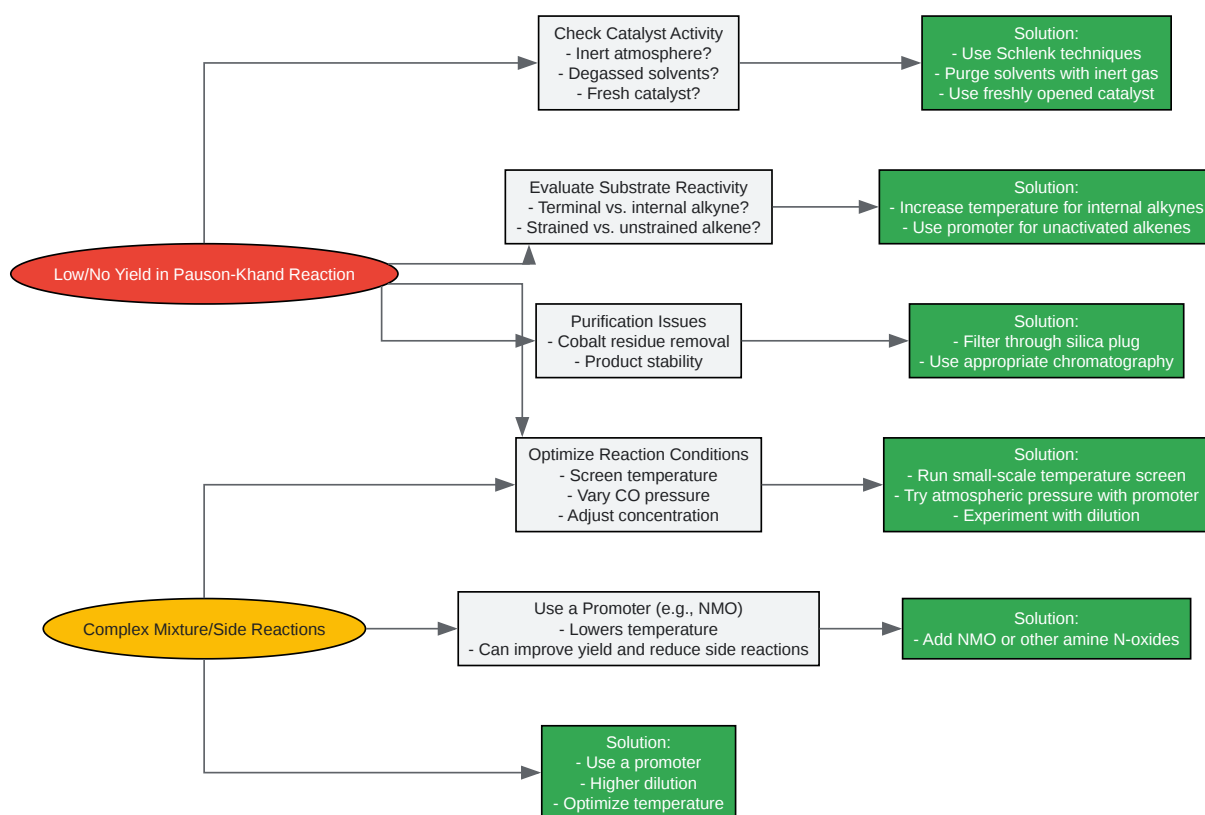 Check Catalyst Activity
- Inert atmosphere?
- Degassed solvents?
- Fresh catalyst?
Solution:
- Use Schlenk techniques
- Purge solvents with inert gas
- Use freshly opened catalyst
Evaluate Substrate Reactivity
- Terminal vs. internal alkyne?
- Strained vs. unstrained alkene?
Solution:
- Increase temperature for internal alkynes
- Use promoter for unactivated alkenes
Low/No Yield in Pauson-Khand Reaction
Purification Issues
- Cobalt residue removal
- Product stability
Solution:
- Filter through silica plug
- Use appropriate chromatography
Optimize Reaction Conditions
- Screen temperature
- Vary CO pressure
- Adjust concentration
Solution:
- Run small-scale temperature screen
- Try atmospheric pressure with promoter
- Experiment with dilution
Complex Mixture/Side Reactions
Use a Promoter (e.g., NMO)
- Lowers temperature
- Can improve yield and reduce side reactions
Solution:
- Add NMO or other amine N-oxides
Solution:
- Use a promoter
- Higher dilution
- Optimize temperature